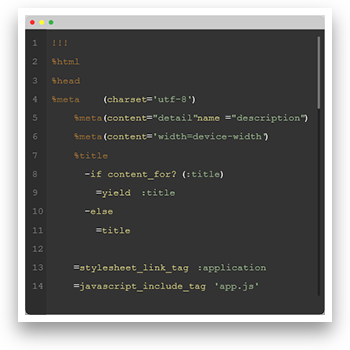 1 !!!
2 %html
3 %head
4 %meta (charset='utf-8')
5 %meta(content="detail"name ="description")
6 %meta(content='width=device-width')
7 %title
8 -if content_for? (:title)
9 =yield :title
10 -else
11 =title
12
13 =stylesheet_link_tag :application
14 =javascript_include_tag 'app.js'